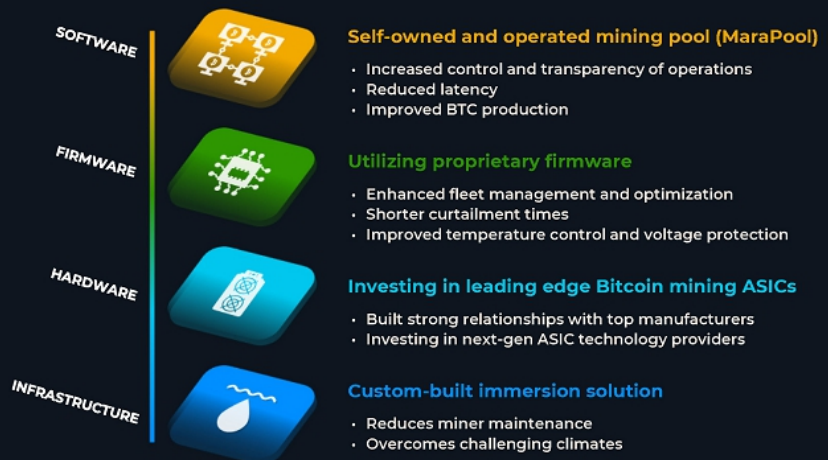 SOFTWARE
Self-owned and operated mining pool (MaraPool)
• Increased control and transparency of operations
• Reduced latency
• Improved BTC production
FIRMWARE
Utilizing proprietary firmware
• Enhanced fleet management and optimization
• Shorter curtailment times
• Improved temperature control and voltage protection
HARDWARE
Investing in leading edge Bitcoin mining ASICs
• Built strong relationships with top manufacturers
• Investing in next-gen ASIC technology providers
INFRASTRUCTURE
Custom-built immersion solution
• Reduces miner maintenance
• Overcomes challenging climates